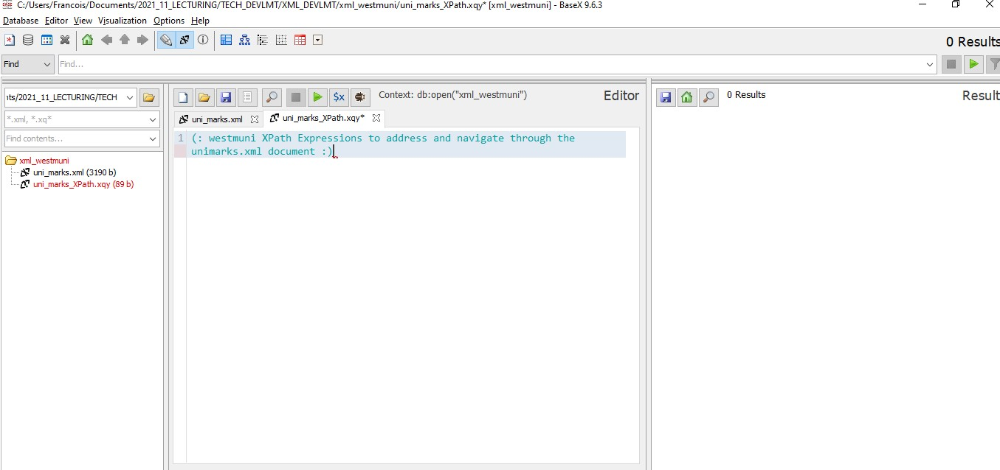 C:/Users/Francois/Documents/2021_11_LECTURING/TECH_DEVLMT/XML_DEVLMT/xml_westmuni/uni_marks_XPath.xqy* [xml_westmuni] - BaseX 9.6.3
Database Editor View Visualization Options Help
0 Results
Find Find...
its/2021_11_LECTURING/TECH
$x
Context: db:open("xml_westmuni")
Editor
0 Results
Result
*.xml, *.xq*
uni_marks.xml uni_marks_XPath.xqy*
Find contents...
1 (: westmuni XPath Expressions to address and navigate through the
unimarks.xml document :)
xml_westmuni
uni_marks.xml (3190 b)
uni_marks_XPath.xqy (89 b)